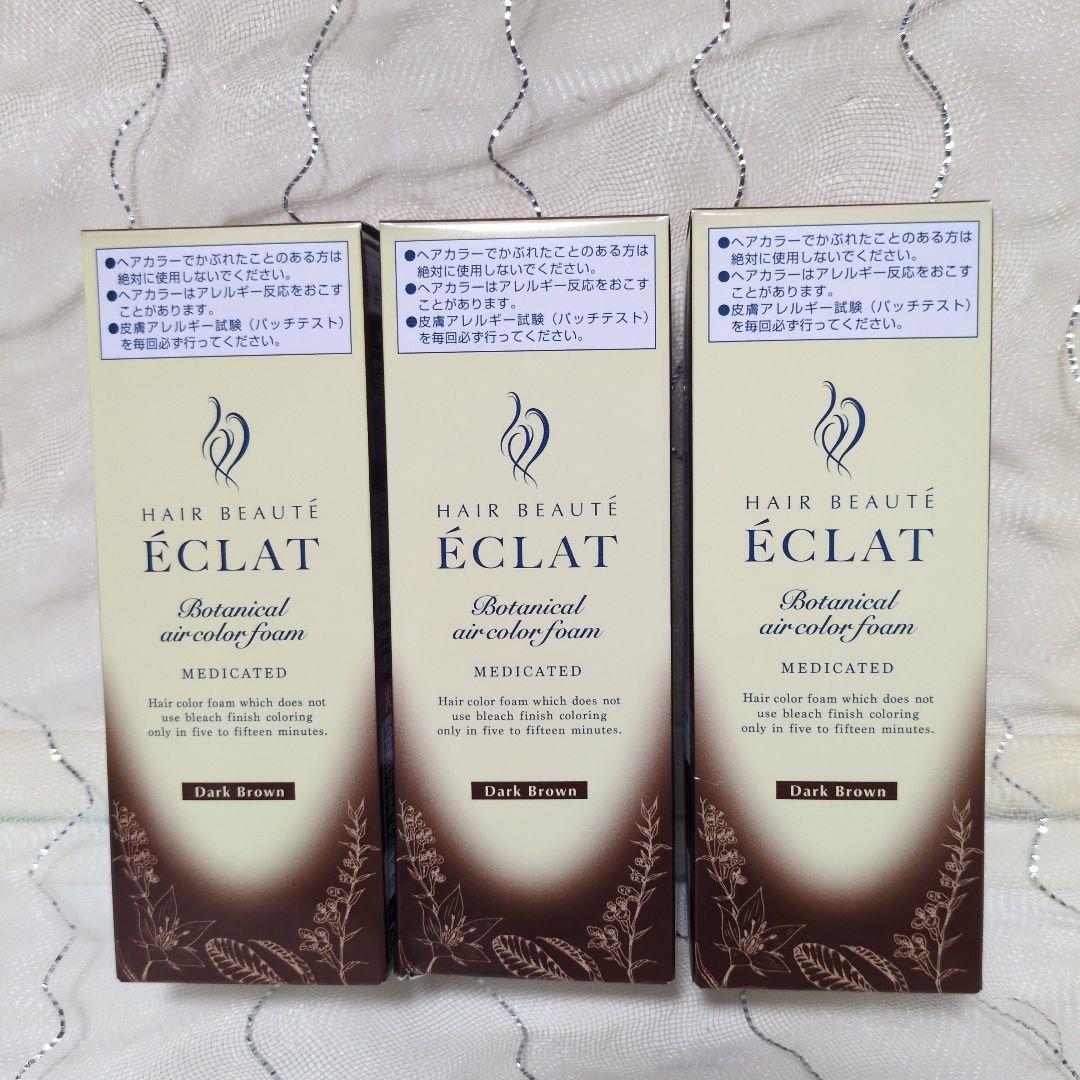 ●ヘアカラーでかぶれたことのある方は
絶対に使用しないでください。
●ヘアカラーはアレルギー反応をおこす
ことがあります。
●皮膚アレルギー試験（パッチテスト）
を毎回必ず行ってください。
HAIR BEAUTÉ
ÉCLAT
Botanical
air color foam
MEDICATED
Hair color foam which does not
use bleach finish coloring
only in five to fifteen minutes.
Dark Brown
●ヘアカラーでかぶれたことのある方は
絶対に使用しないでください。
●ヘアカラーはアレルギー反応をおこす
ことがあります。
●皮膚アレルギー試験（パッチテスト）
を毎回必ず行ってください。
HAIR BEAUTÉ
ÉCLAT
Botanical
air color foam
MEDICATED
Hair color foam which does not
use bleach finish coloring
only in five to fifteen minutes.
Dark Brown
●ヘアカラーでかぶれたことのある方は
絶対に使用しないでください。
●ヘアカラーはアレルギー反応をおこす
ことがあります。
●皮膚アレルギー試験（パッチテスト）
を毎回必ず行ってください。
HAIR BEAUTÉ
ÉCLAT
Botanical
air color foam
MEDICATED
Hair color foam which does not
use bleach finish coloring
only in five to fifteen minutes.
Dark Brown